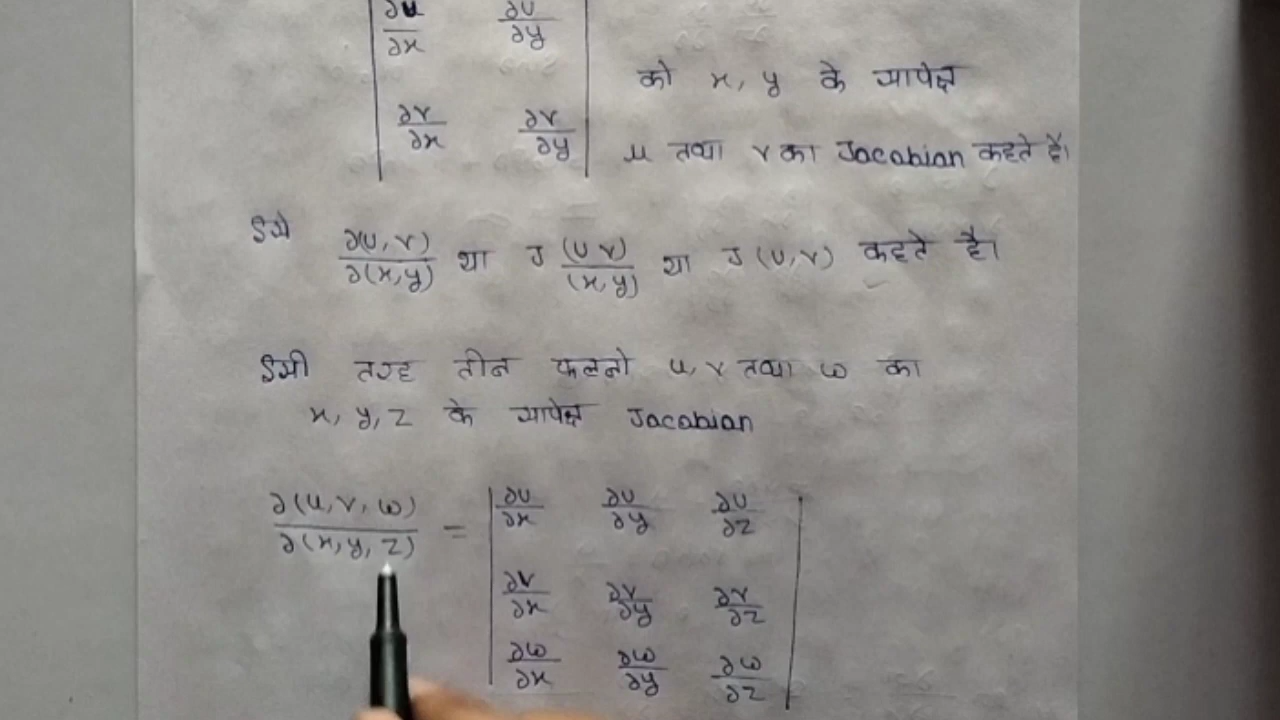 ∂u/∂x ∂u/∂y
को x, y के सापेक्ष
∂v/∂x ∂v/∂y
u तथा v का Jacobian कहते है।
इसे ∂(u, v)/∂(x, y) या J (u v)/(x, y) या J (u, v) कहते है।
इसी तरह तीन फलनो u, v तथा w का
x, y, z के सापेक्ष Jacobian
∂(u, v, w)/∂(x, y, z) = | ∂u/∂x ∂u/∂y ∂u/∂z
∂v/∂x ∂v/∂y ∂v/∂z
∂w/∂x ∂w/∂y ∂w/∂z |